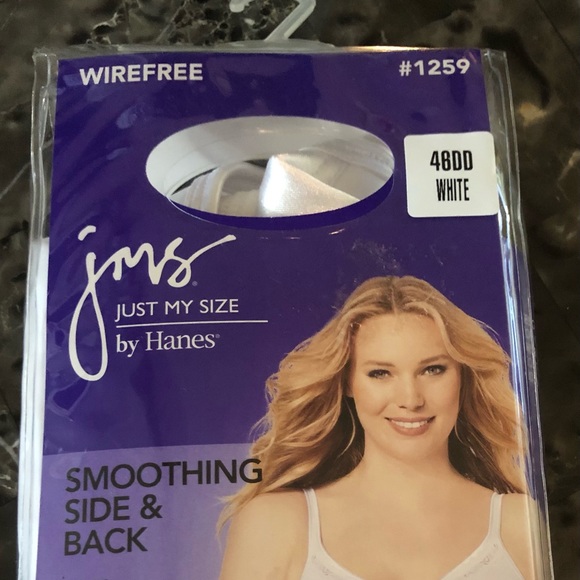 WIREFREE
#1259
46DD
WHITE
jms®
JUST MY SIZE
by Hanes®
SMOOTHING
SIDE &
BACK